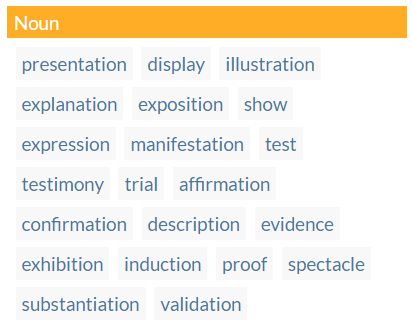 Noun
presentation display illustration
explanation exposition show
expression manifestation test
testimony trial affirmation
confirmation description evidence
exhibition induction proof spectacle
substantiation validation